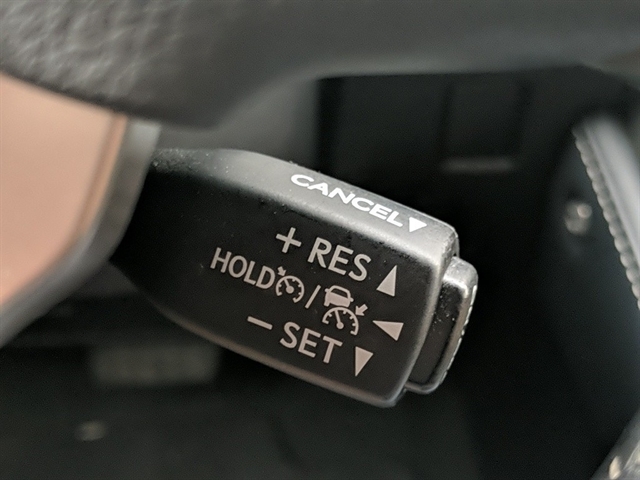 CANCEL▼
+ RES ▲
HOLD / ◀
− SET ▼